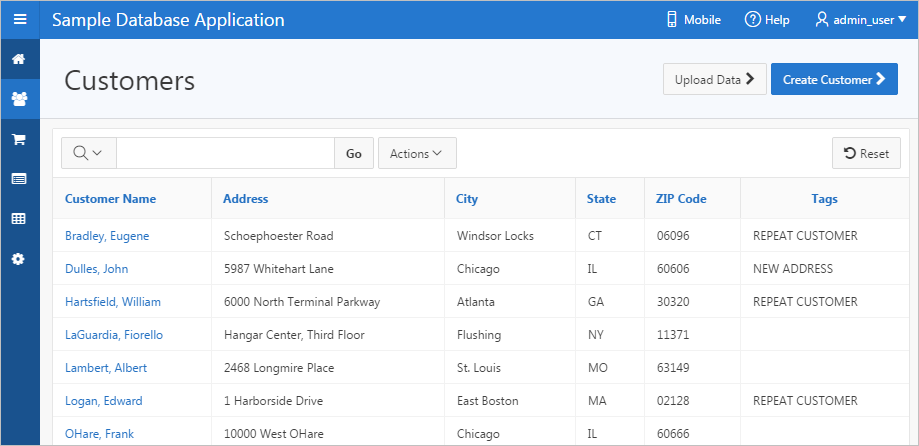 Sample Database Application Mobile Help admin_user
Customers Upload Data Create Customer
Go Actions Reset
Customer Name Address City State ZIP Code Tags
Bradley, Eugene Schoephoester Road Windsor Locks CT 06096 REPEAT CUSTOMER
Dulles, John 5987 Whitehart Lane Chicago IL 60606 NEW ADDRESS
Hartsfield, William 6000 North Terminal Parkway Atlanta GA 30320 REPEAT CUSTOMER
LaGuardia, Fiorello Hangar Center, Third Floor Flushing NY 11371
Lambert, Albert 2468 Longmire Place St. Louis MO 63149
Logan, Edward 1 Harborside Drive East Boston MA 02128 REPEAT CUSTOMER
OHare, Frank 10000 West OHare Chicago IL 60666